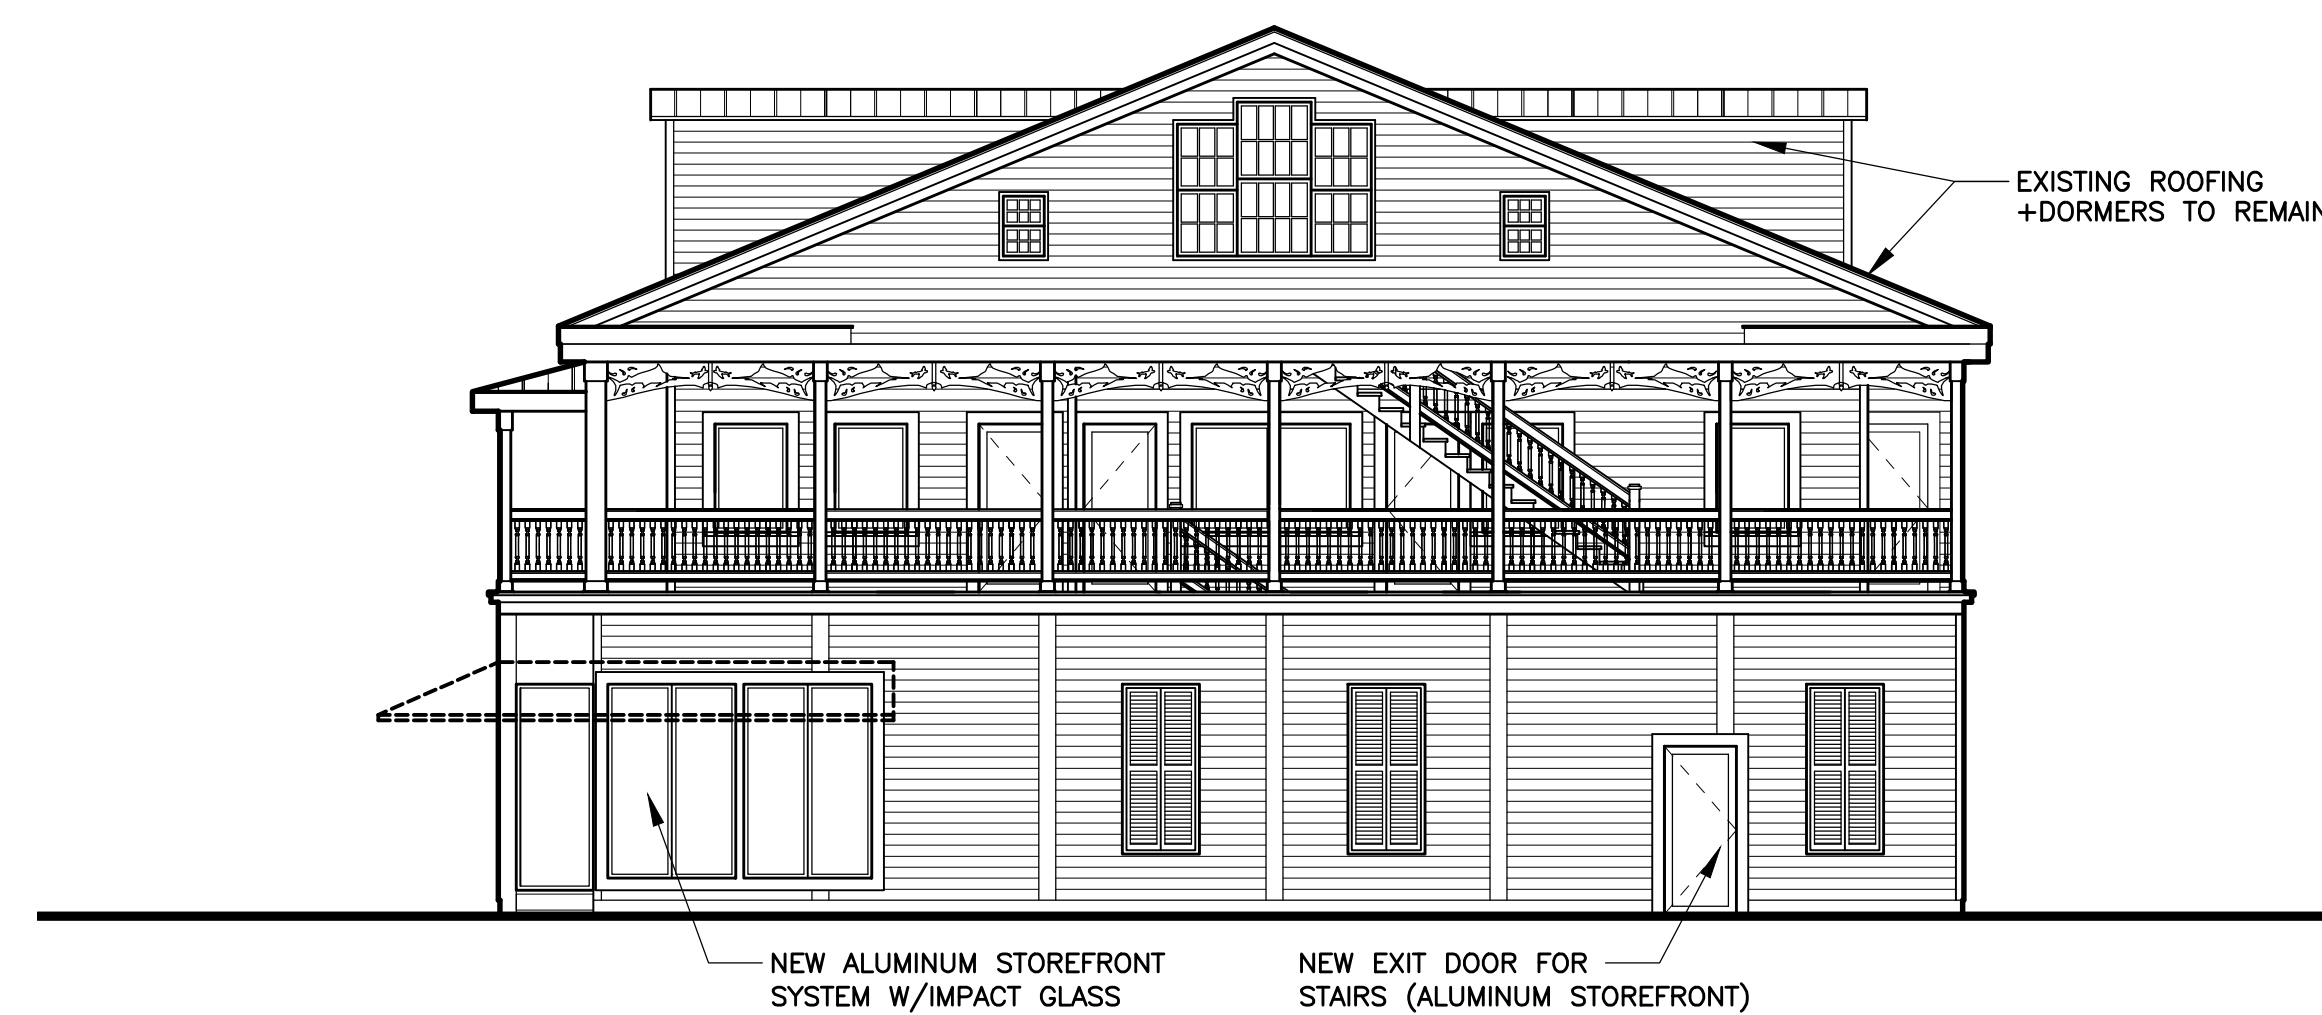 EXISTING ROOFING
+DORMERS TO REMAIN
NEW ALUMINUM STOREFRONT
SYSTEM W/IMPACT GLASS
NEW EXIT DOOR FOR
STAIRS (ALUMINUM STOREFRONT)